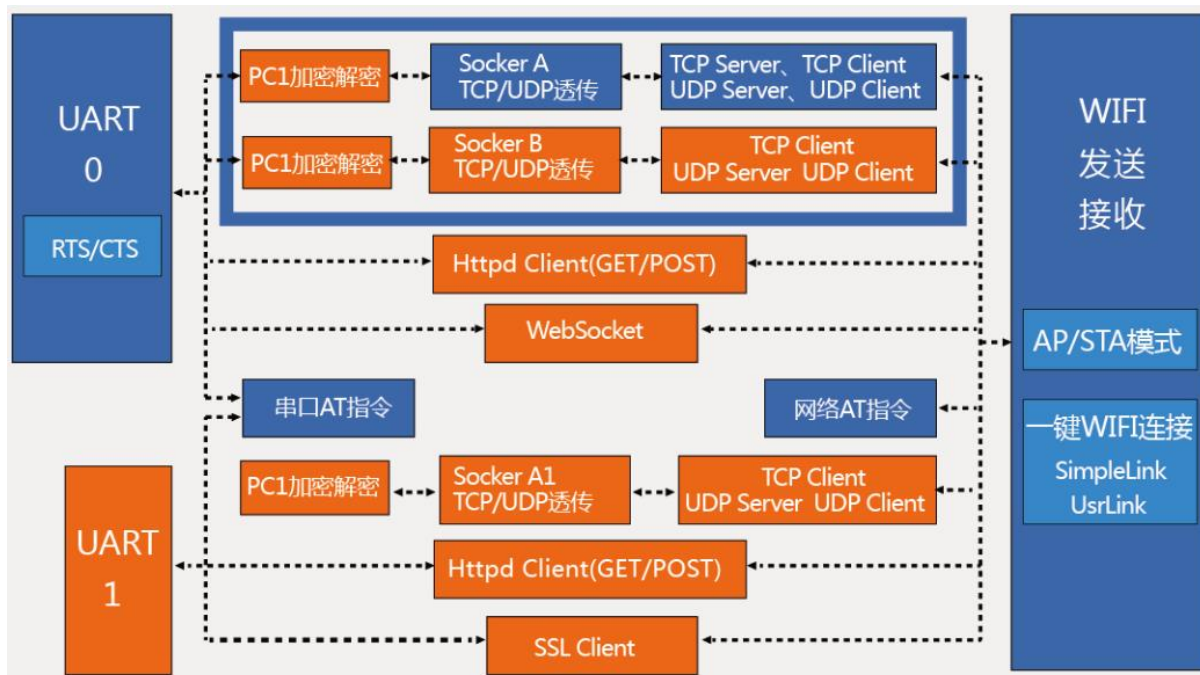 UART
0
RTS/CTS
PC1加密解密
Socker A
TCP/UDP透传
TCP Server、TCP Client
UDP Server、UDP Client
PC1加密解密
Socker B
TCP/UDP透传
TCP Client
UDP Server UDP Client
Httpd Client(GET/POST)
WebSocket
串口AT指令
网络AT指令
UART
1
PC1加密解密
Socker A1
TCP/UDP透传
TCP Client
UDP Server UDP Client
Httpd Client(GET/POST)
SSL Client
WIFI
发送
接收
AP/STA模式
一键WIFI连接
SimpleLink
UsrLink